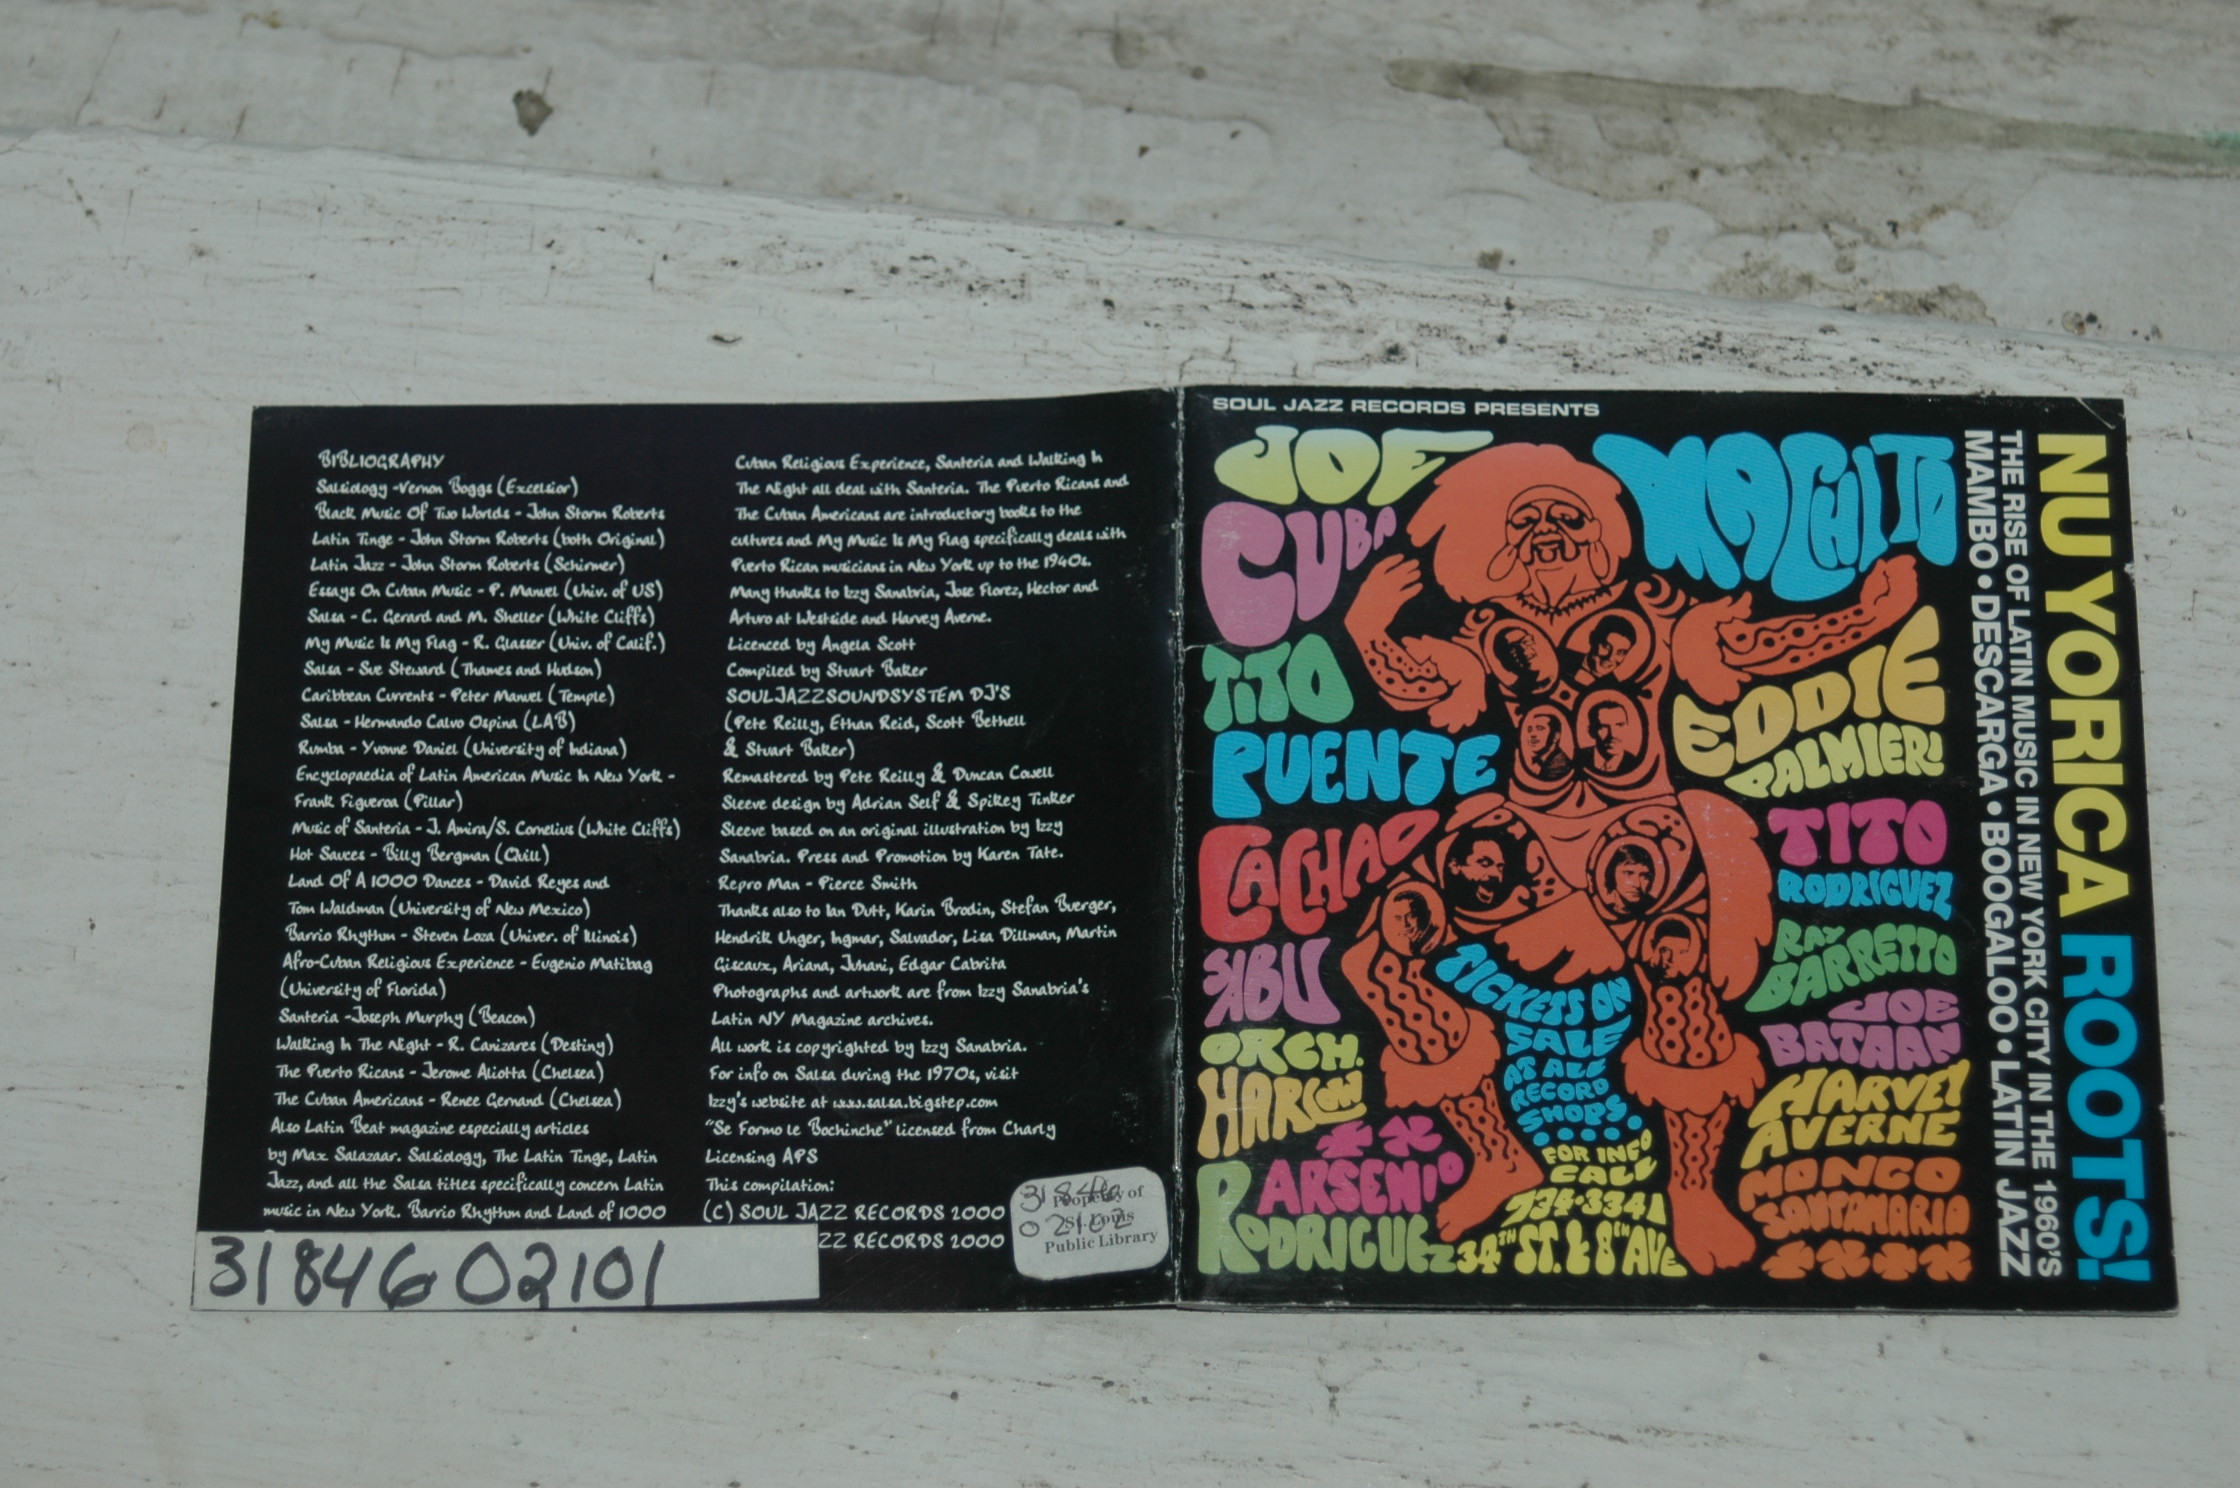 BIBLIOGRAPHY
Salsiology -Vernon Boggs (Excelsior)
Black Music Of Two Worlds - John Storm Roberts
Latin Tinge - John Storm Roberts (both Original)
Latin Jazz - John Storm Roberts (Schirmer)
Essays On Cuban Music - P. Manuel (Univ. of US)
Salsa - C. Gerard and M. Sheller (White Cliffs)
My Music Is My Flag - R. Glasser (Univ. of Calif.)
Salsa - Sue Steward (Thames and Hudson)
Caribbean Currents - Peter Manuel (Temple)
Salsa - Hernando Calvo Ospina (LAB)
Rumba - Yvonne Daniel (University of Indiana)
Encyclopaedia of Latin American Music In New York -
Frank Figueroa (Pillar)
Music of Santeria - J. Amira/S. Cornelius (White Cliffs)
Hot Sauces - Billy Bergman (Quill)
Land Of A 1000 Dances - David Reyes and
Tom Waldman (University of New Mexico)
Barrio Rhythm - Steven Loza (Univer. of Illinois)
Afro-Cuban Religious Experience - Eugenio Matibag
(University of Florida)
Santeria -Joseph Murphy (Beacon)
Walking In The Night - R. Canizares (Destiny)
The Puerto Ricans - Jerome Aliotta (Chelsea)
The Cuban Americans - Renee Gernand (Chelsea)
Also Latin Beat magazine especially articles
by Max Salazaar. Salsiology, The Latin Tinge, Latin
Jazz, and all the Salsa titles specifically concern Latin
music in New York. Barrio Rhythm and Land of 1000
31846 02101
Cuban Religious Experience, Santeria and Walking In
The Night all deal with Santeria. The Puerto Ricans and
The Cuban Americans are introductory books to the
cultures and My Music Is My Flag specifically deals with
Puerto Rican musicians in New York up to the 1940s.
Many thanks to Izzy Sanabria, Jose Florez, Hector and
Arturo at Westside and Harvey Averne.
Licenced by Angela Scott
Compiled by Stuart Baker
SOULJAZZSOUNDSYSTEM DJ'S
(Pete Reilly, Ethan Reid, Scott Bethell
& Stuart Baker)
Remastered by Pete Reilly & Duncan Cowell
Sleeve design by Adrian Self & Spikey Tinker
Sleeve based on an original illustration by Izzy
Sanabria. Press and Promotion by Karen Tate.
Repro Man - Pierce Smith
Thanks also to Ian Dutt, Karin Brodin, Stefan Buerger,
Hendrik Unger, Ingmar, Salvador, Lisa Dillman, Martin
Giscaux, Ariana, Juhani, Edgar Cabrita
Photographs and artwork are from Izzy Sanabria's
Latin NY Magazine archives.
All work is copyrighted by Izzy Sanabria.
For info on Salsa during the 1970s, visit
Izzy's website at www.salsa.bigstep.com
"Se Formo le Bochinche" licensed from Charly
Licensing APS
This compilation:
(C) SOUL JAZZ RECORDS 2000
ZZ RECORDS 2000
Property of
St. Louis
Public Library
31846
02102
SOUL JAZZ RECORDS PRESENTS
JOE
CUBA
TITO
PUENTE
CACHAO
SABU
ORCH.
HARLOW
ARSENIO
RODRIGUEZ
MACHITO
EDDIE
PALMIERI
TITO
RODRIGUEZ
RAY
BARRETTO
JOE
BATAAN
HARVEY
AVERNE
MONGO
SANTAMARIA
TICKETS ON
SALE
AT ALL
RECORD
SHOPS....
FOR INFO
CALL
734-3341
34TH ST. & 8TH AVE
NU YORICA ROOTS!
THE RISE OF LATIN MUSIC IN NEW YORK CITY IN THE 1960'S
MAMBO • DESCARGA • BOOGALOO • LATIN JAZZ